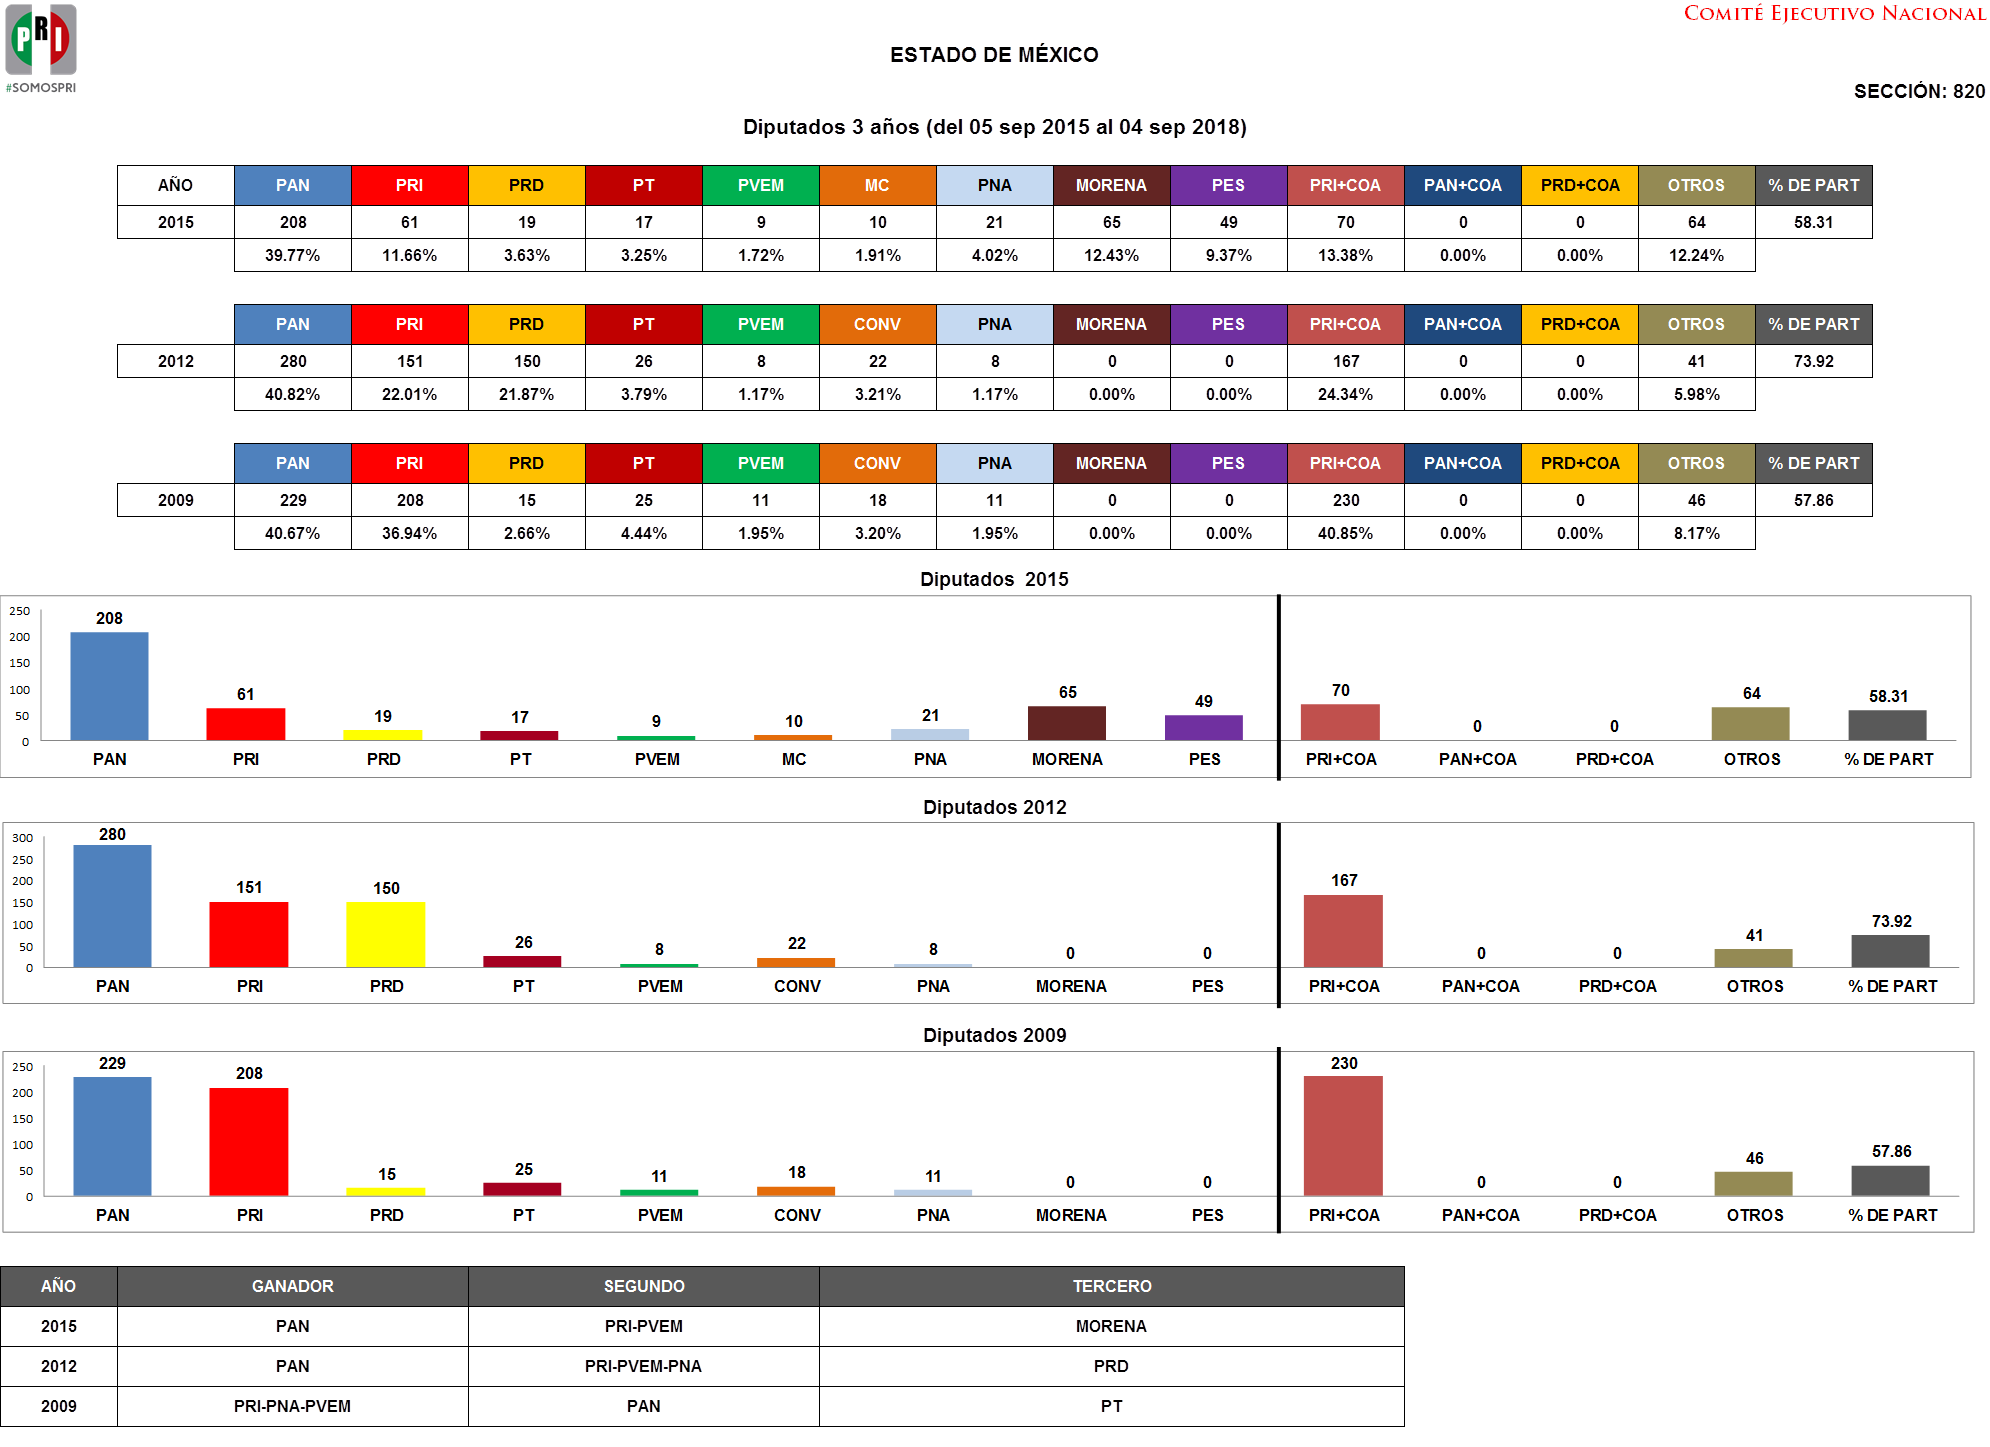 PRI
#SOMOSPRI
COMITÉ EJECUTIVO NACIONAL
ESTADO DE MÉXICO
SECCIÓN: 820
Diputados 3 años (del 05 sep 2015 al 04 sep 2018)
AÑO PAN PRI PRD PT PVEM MC PNA MORENA PES PRI+COA PAN+COA PRD+COA OTROS % DE PART
2015 208 61 19 17 9 10 21 65 49 70 0 0 64 58.31
39.77% 11.66% 3.63% 3.25% 1.72% 1.91% 4.02% 12.43% 9.37% 13.38% 0.00% 0.00% 12.24%
PAN PRI PRD PT PVEM CONV PNA MORENA PES PRI+COA PAN+COA PRD+COA OTROS % DE PART
2012 280 151 150 26 8 22 8 0 0 167 0 0 41 73.92
40.82% 22.01% 21.87% 3.79% 1.17% 3.21% 1.17% 0.00% 0.00% 24.34% 0.00% 0.00% 5.98%
PAN PRI PRD PT PVEM CONV PNA MORENA PES PRI+COA PAN+COA PRD+COA OTROS % DE PART
2009 229 208 15 25 11 18 11 0 0 230 0 0 46 57.86
40.67% 36.94% 2.66% 4.44% 1.95% 3.20% 1.95% 0.00% 0.00% 40.85% 0.00% 0.00% 8.17%
Diputados 2015
250
200
150
100
50
0
208 61 19 17 9 10 21 65 49 70 0 0 64 58.31
PAN PRI PRD PT PVEM MC PNA MORENA PES PRI+COA PAN+COA PRD+COA OTROS % DE PART
Diputados 2012
300
250
200
150
100
50
0
280 151 150 26 8 22 8 0 0 167 0 0 41 73.92
PAN PRI PRD PT PVEM CONV PNA MORENA PES PRI+COA PAN+COA PRD+COA OTROS % DE PART
Diputados 2009
250
200
150
100
50
0
229 208 15 25 11 18 11 0 0 230 0 0 46 57.86
PAN PRI PRD PT PVEM CONV PNA MORENA PES PRI+COA PAN+COA PRD+COA OTROS % DE PART
AÑO GANADOR SEGUNDO TERCERO
2015 PAN PRI-PVEM MORENA
2012 PAN PRI-PVEM-PNA PRD
2009 PRI-PNA-PVEM PAN PT